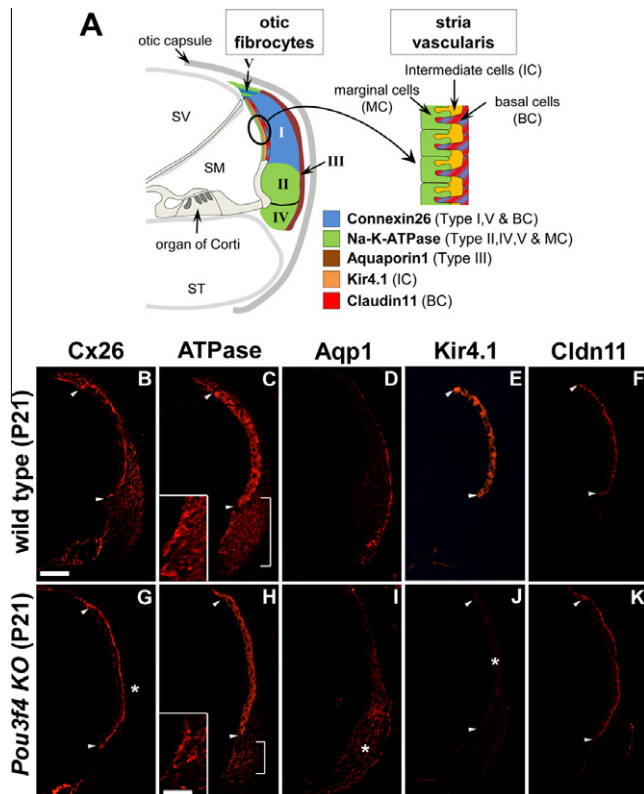 A
otic
fibrocytes
stria
vascularis
otic capsule
V
Intermediate cells (IC)
marginal cells
(MC)
basal cells
(BC)
SV
I
SM
III
II
IV
organ of Corti
ST
Connexin26 (Type I,V & BC)
Na-K-ATPase (Type II,IV,V & MC)
Aquaporin1 (Type III)
Kir4.1 (IC)
Claudin11 (BC)
Cx26 ATPase Aqp1 Kir4.1 Cldn11
wild type (P21)
B C D E F
Pou3f4 KO (P21)
G H I J K
* * *